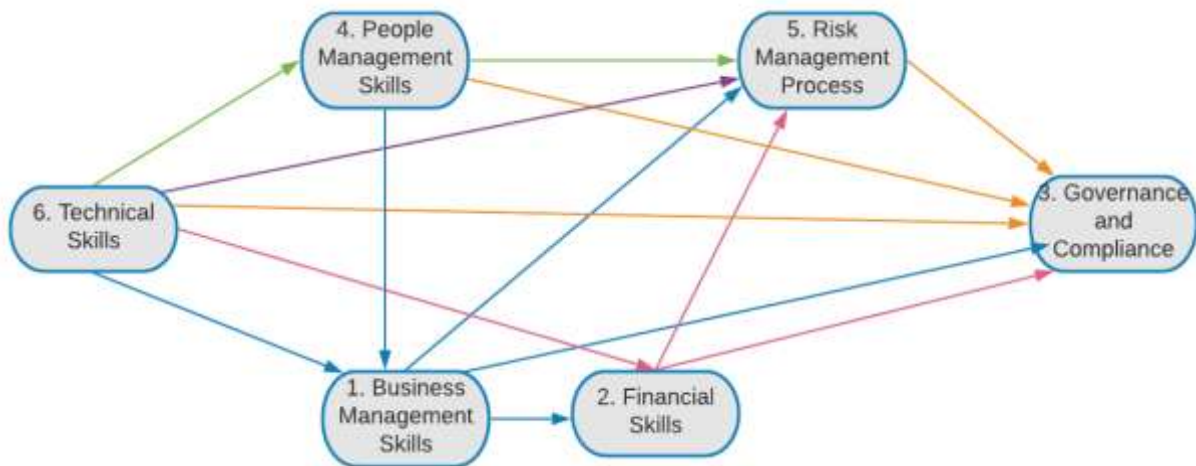 4. People
Management
Skills
5. Risk
Management
Process
6. Technical
Skills
3. Governance
and
Compliance
1. Business
Management
Skills
2. Financial
Skills